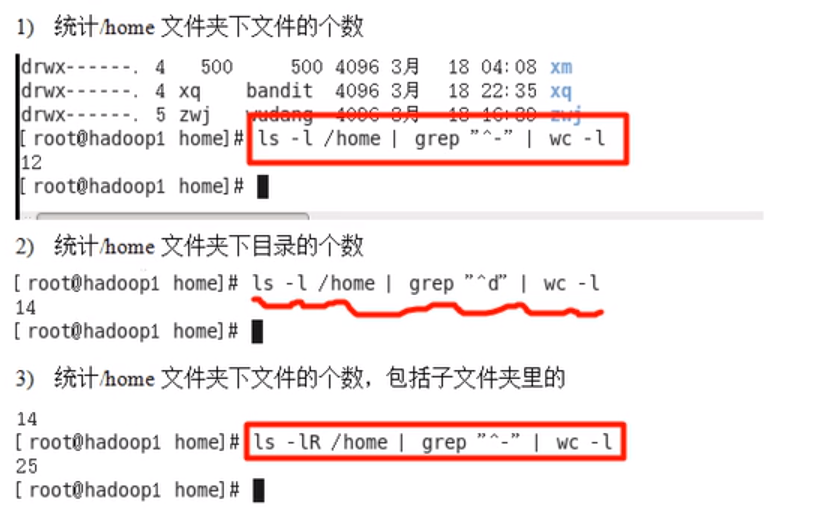 1) 统计/home 文件夹下文件的个数
drwx------. 4 500 500 4096 3月 18 04:08 xm
drwx------. 4 xq bandit 4096 3月 18 22:35 xq
drwx------. 5 zwj wudang 4096 3月 18 16:39 zwj
[root@hadoop1 home]# ls -l /home | grep "^-" | wc -l
12
[root@hadoop1 home]#
2) 统计/home 文件夹下目录的个数
[root@hadoop1 home]# ls -l /home | grep "^d" | wc -l
14
[root@hadoop1 home]#
3) 统计/home 文件夹下文件的个数，包括子文件夹里的
14
[root@hadoop1 home]# ls -lR /home | grep "^-" | wc -l
25
[root@hadoop1 home]#